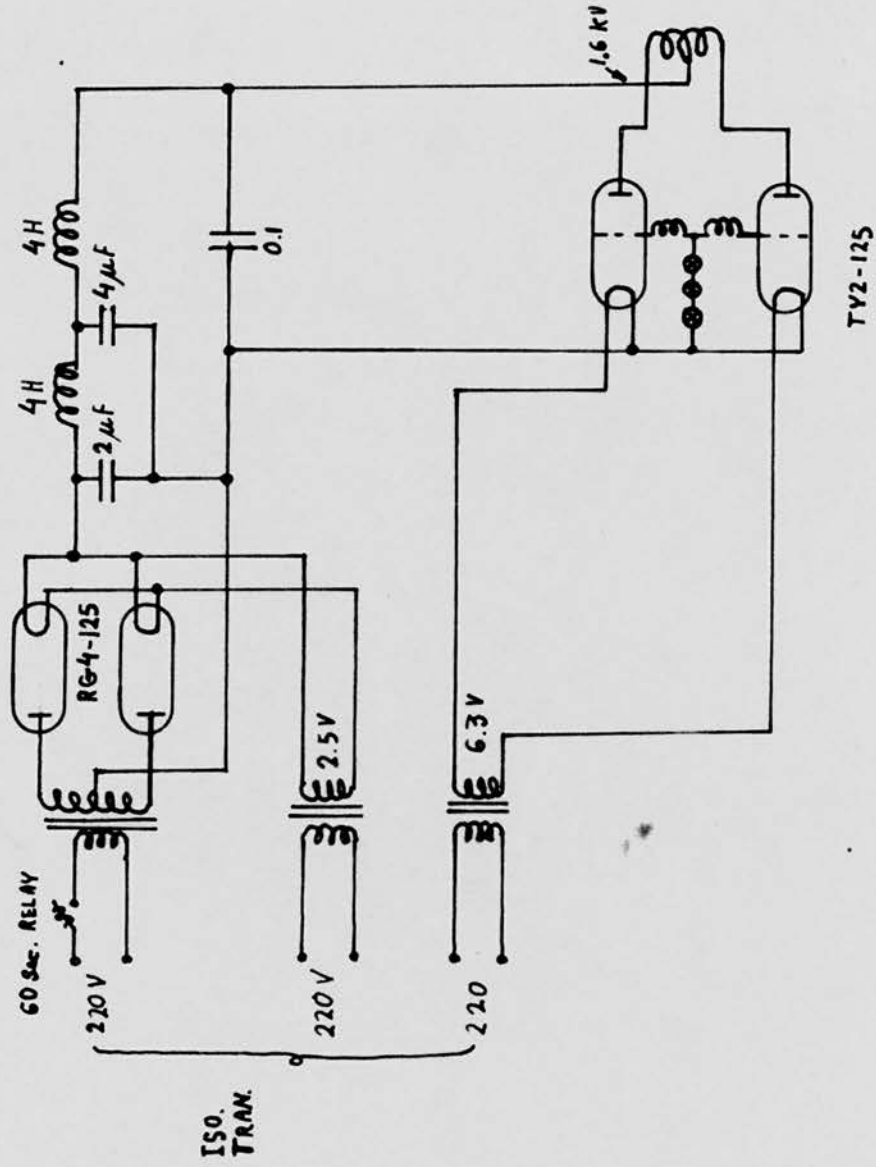 60 Sec. RELAY
220V
ISO.
TRAN.
220V
220
2.5V
6.3V
RG4-125
4H
2µF
4H
4µF
0.1
1.6 kV
TY2-125